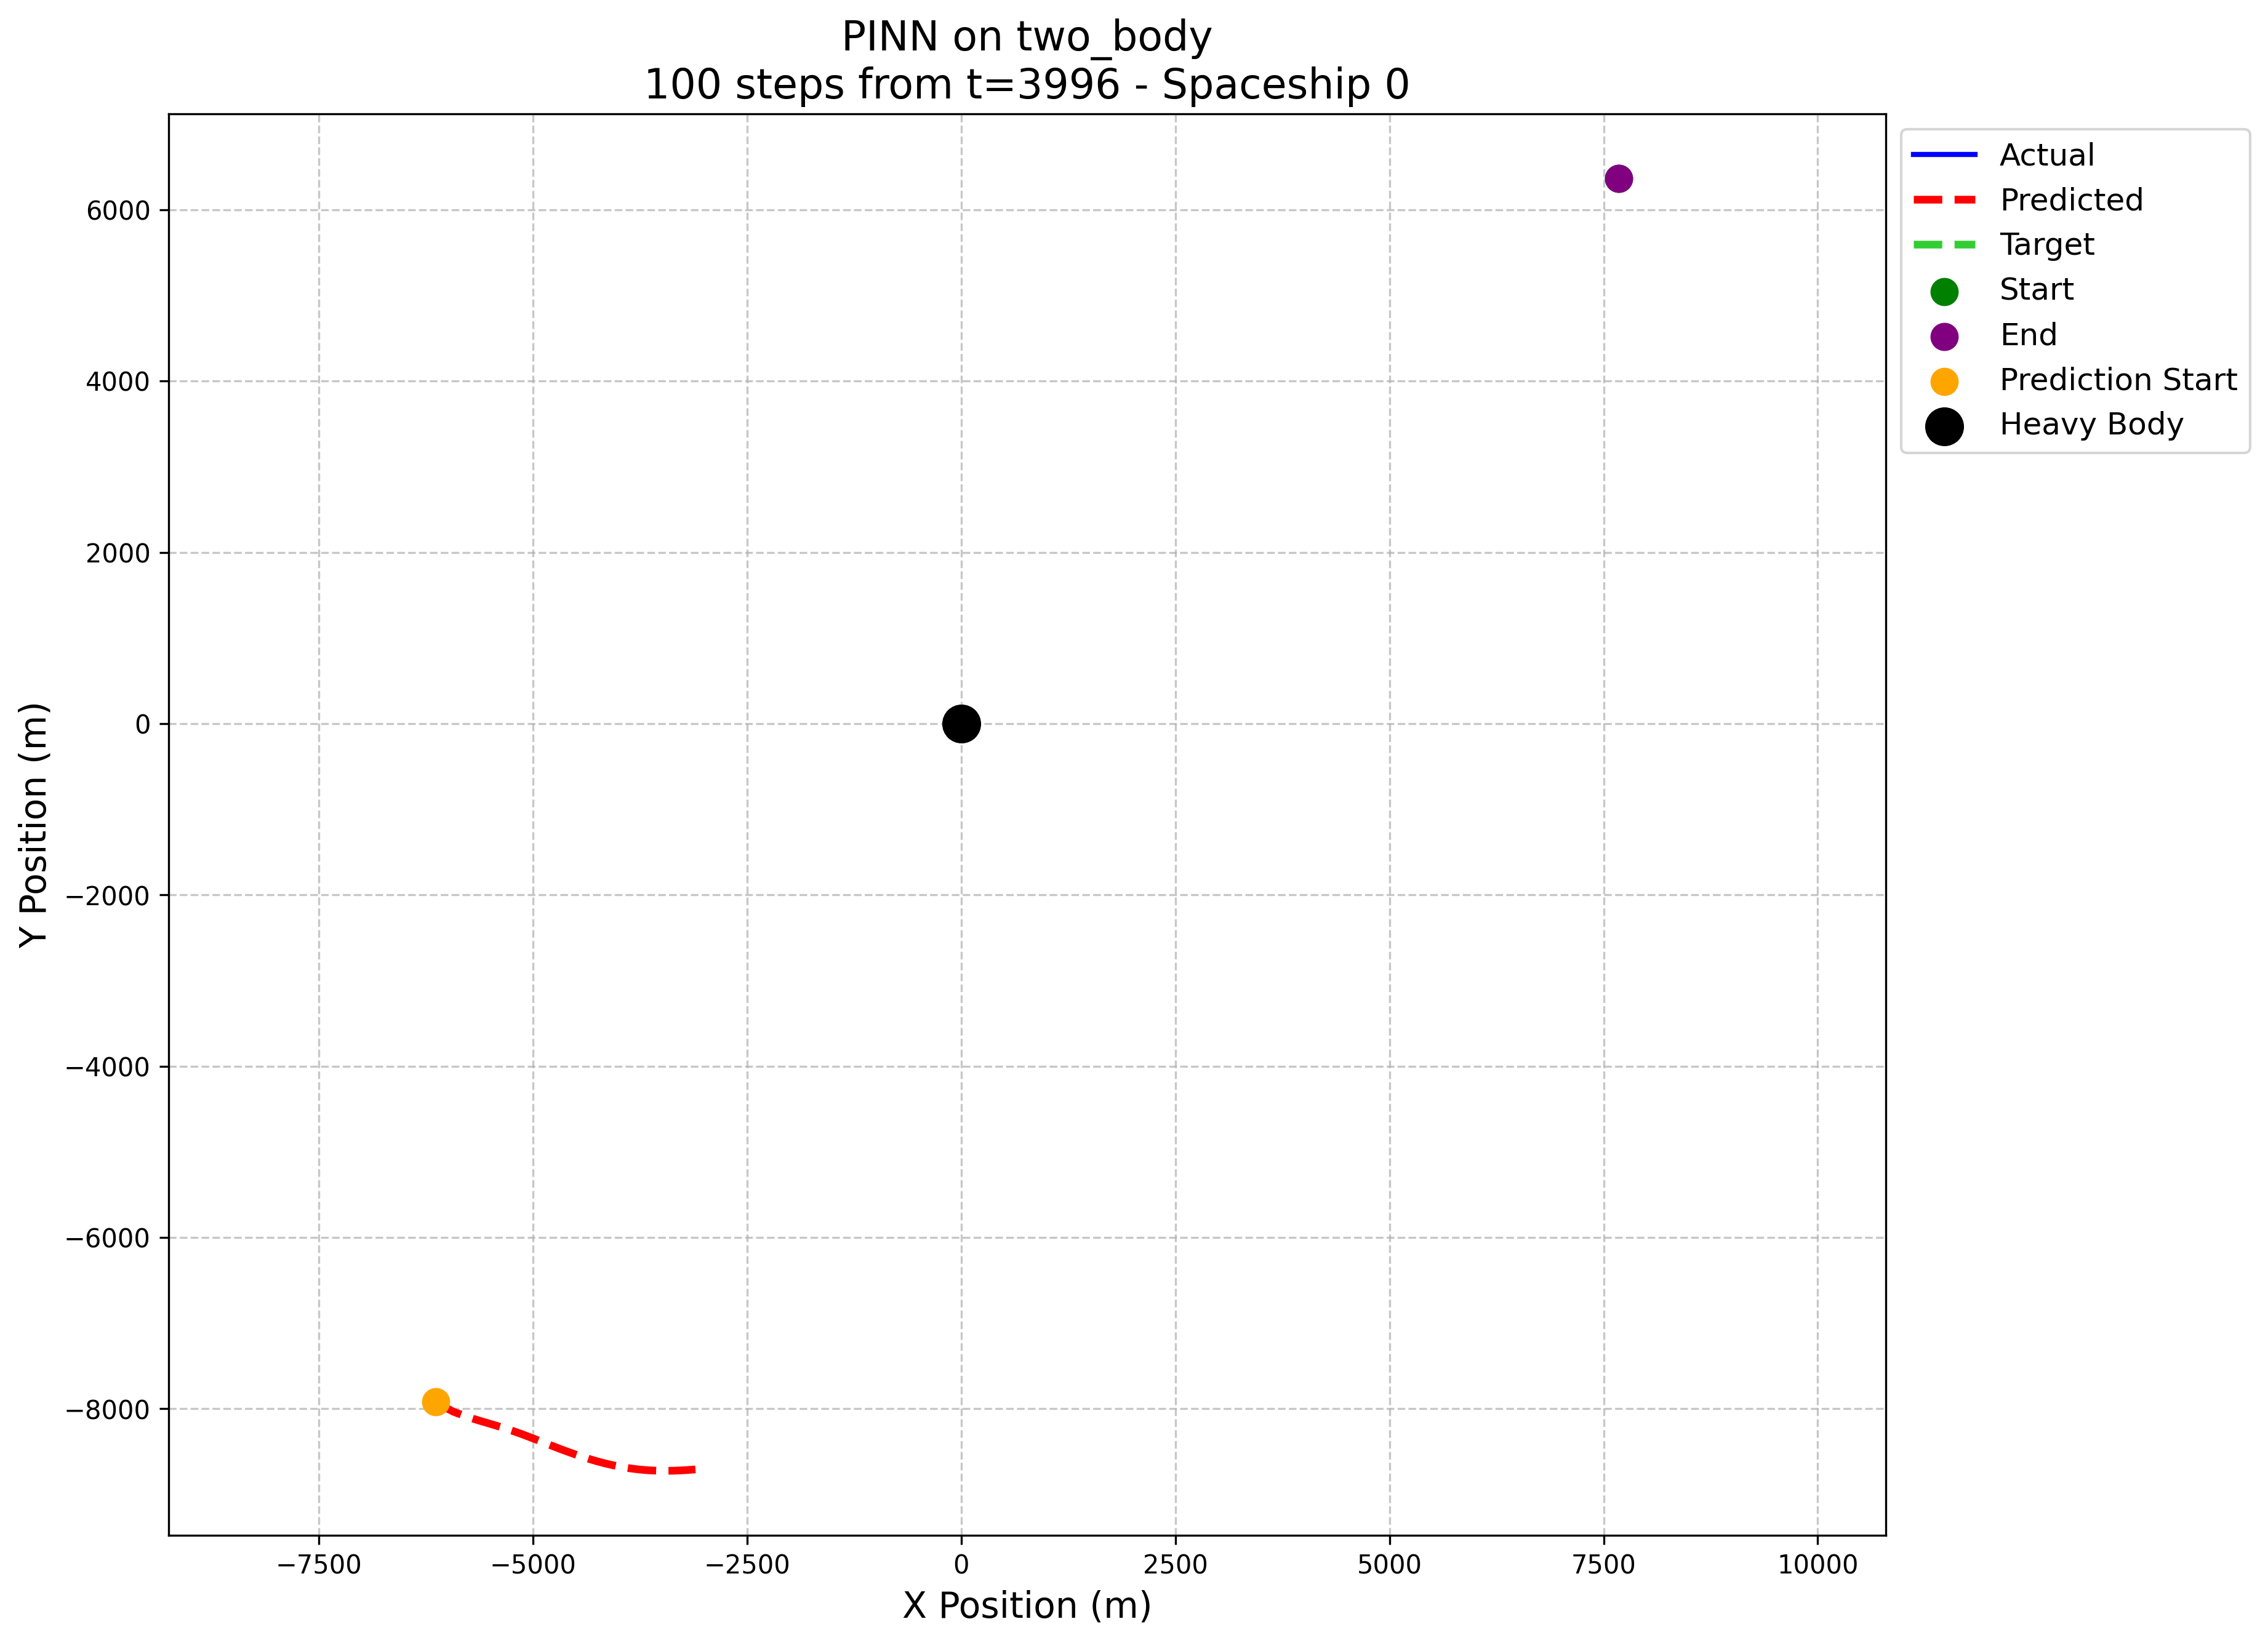 PINN on two_body
100 steps from t=3996 - Spaceship 0
Actual
Predicted
Target
Start
End
Prediction Start
Heavy Body
Y Position (m)
6000
4000
2000
0
−2000
−4000
−6000
−8000
−7500 −5000 −2500 0 2500 5000 7500 10000
X Position (m)